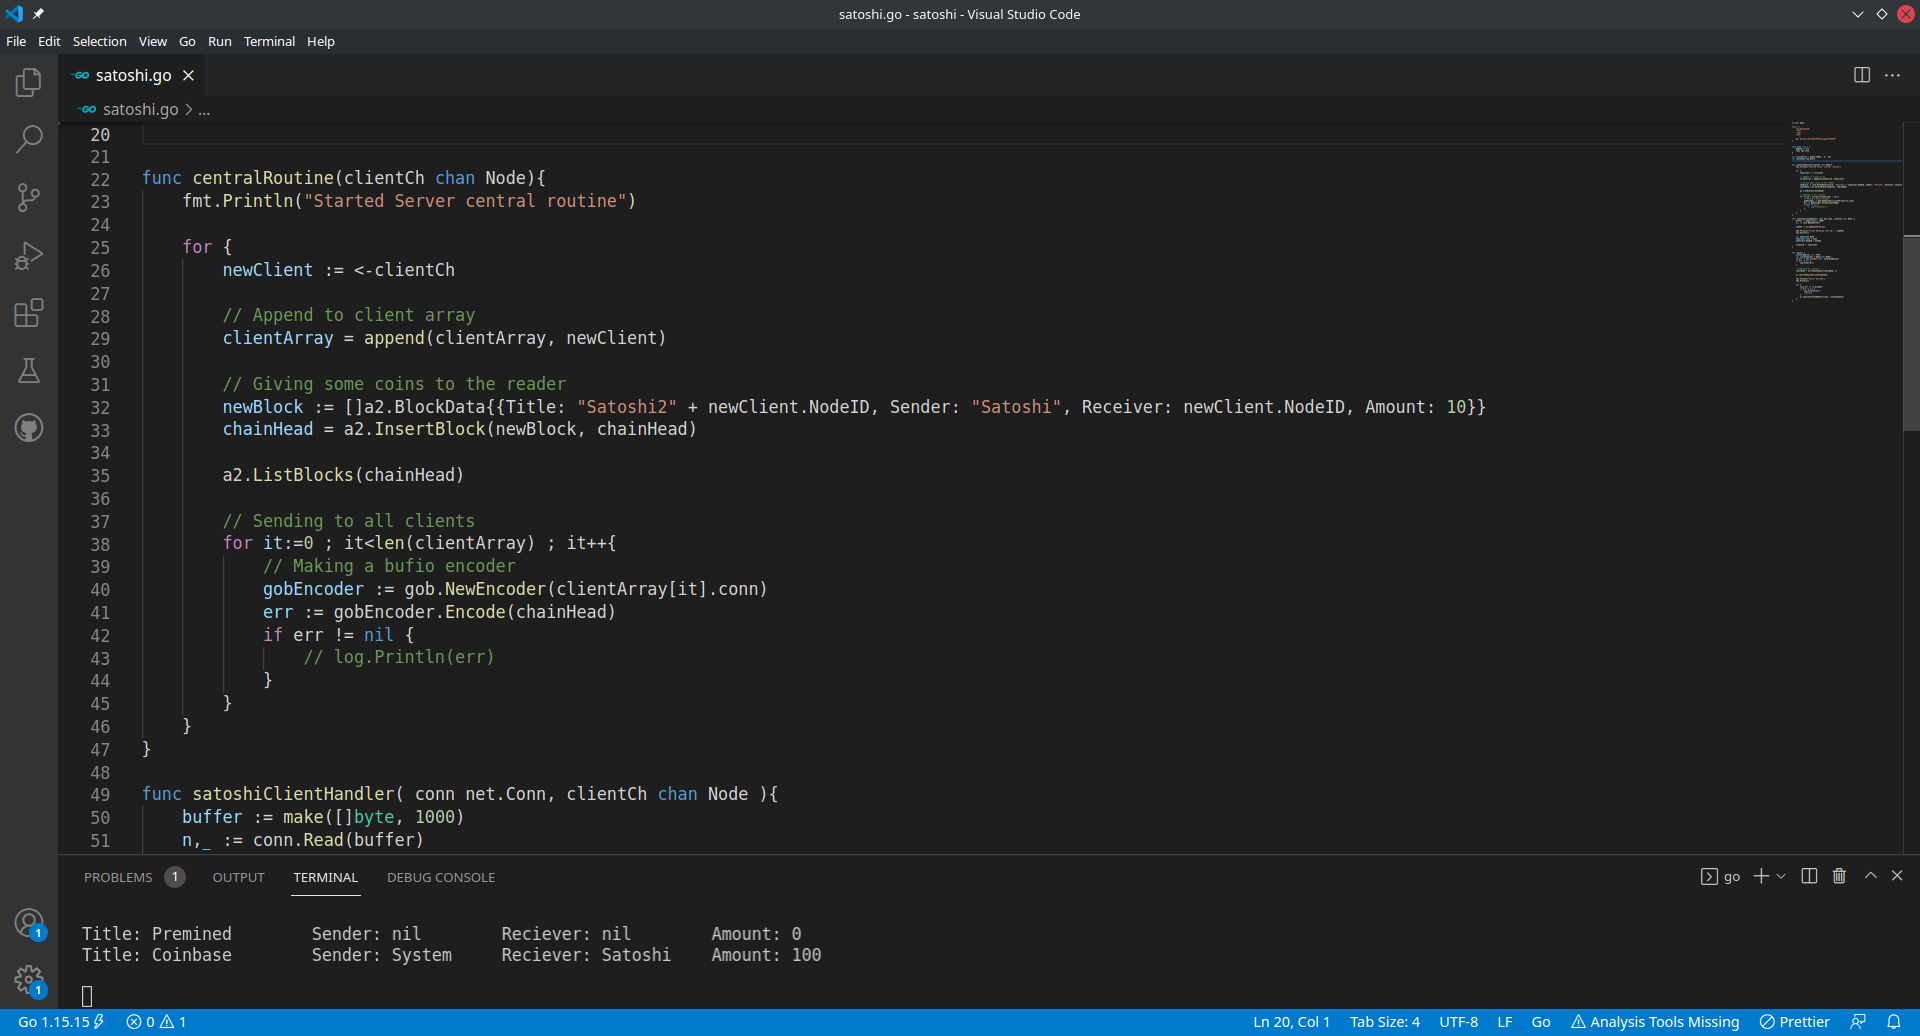 satoshi.go - satoshi - Visual Studio Code
File Edit Selection View Go Run Terminal Help
GO satoshi.go
GO satoshi.go > ...
20
21
22 func centralRoutine(clientCh chan Node){
23 fmt.Println("Started Server central routine")
24
25 for {
26 newClient := <-clientCh
27
28 // Append to client array
29 clientArray = append(clientArray, newClient)
30
31 // Giving some coins to the reader
32 newBlock := []a2.BlockData{{Title: "Satoshi2" + newClient.NodeID, Sender: "Satoshi", Receiver: newClient.NodeID, Amount: 10}}
33 chainHead = a2.InsertBlock(newBlock, chainHead)
34
35 a2.ListBlocks(chainHead)
36
37 // Sending to all clients
38 for it:=0 ; it<len(clientArray) ; it++{
39 // Making a bufio encoder
40 gobEncoder := gob.NewEncoder(clientArray[it].conn)
41 err := gobEncoder.Encode(chainHead)
42 if err != nil {
43 // log.Println(err)
44 }
45 }
46 }
47 }
48
49 func satoshiClientHandler( conn net.Conn, clientCh chan Node ){
50 buffer := make([]byte, 1000)
51 n,_ := conn.Read(buffer)
PROBLEMS 1 OUTPUT TERMINAL DEBUG CONSOLE go
Title: Premined Sender: nil Reciever: nil Amount: 0
Title: Coinbase Sender: System Reciever: Satoshi Amount: 100
1
1
Go 1.15.15 0 1 Ln 20, Col 1 Tab Size: 4 UTF-8 LF Go Analysis Tools Missing Prettier